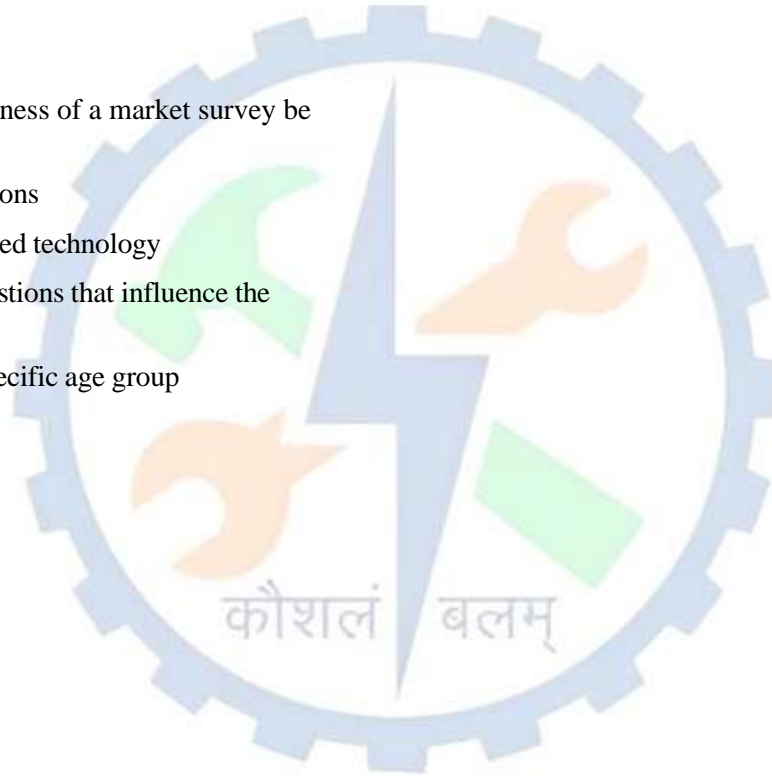 ness of a market survey be
ons
ed technology
stions that influence the
ecific age group
कौशलं बलम्